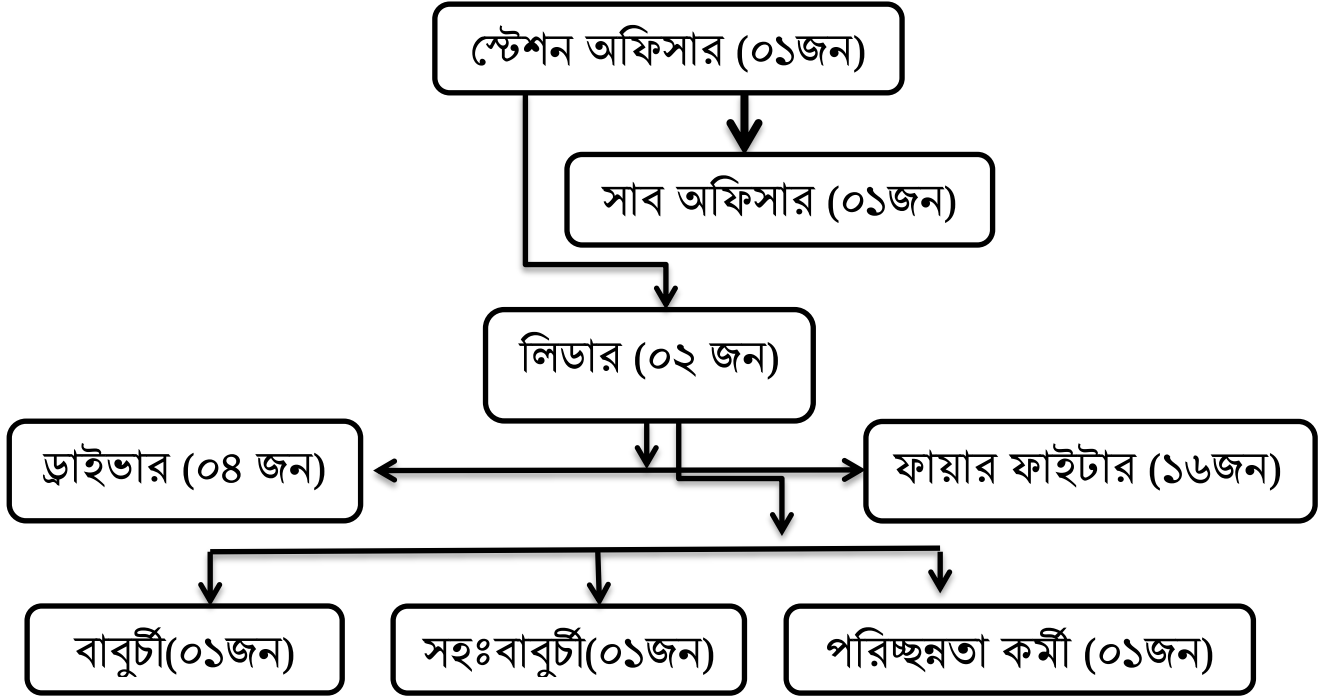 স্টেশন অফিসার (০১জন)
সাব অফিসার (০১জন)
লিডার (০২ জন)
ড্রাইভার (০৪ জন)
ফায়ার ফাইটার (১৬জন)
বাবুর্চী(০১জন)
সহঃবাবুর্চী(০১জন)
পরিচ্ছন্নতা কর্মী (০১জন)